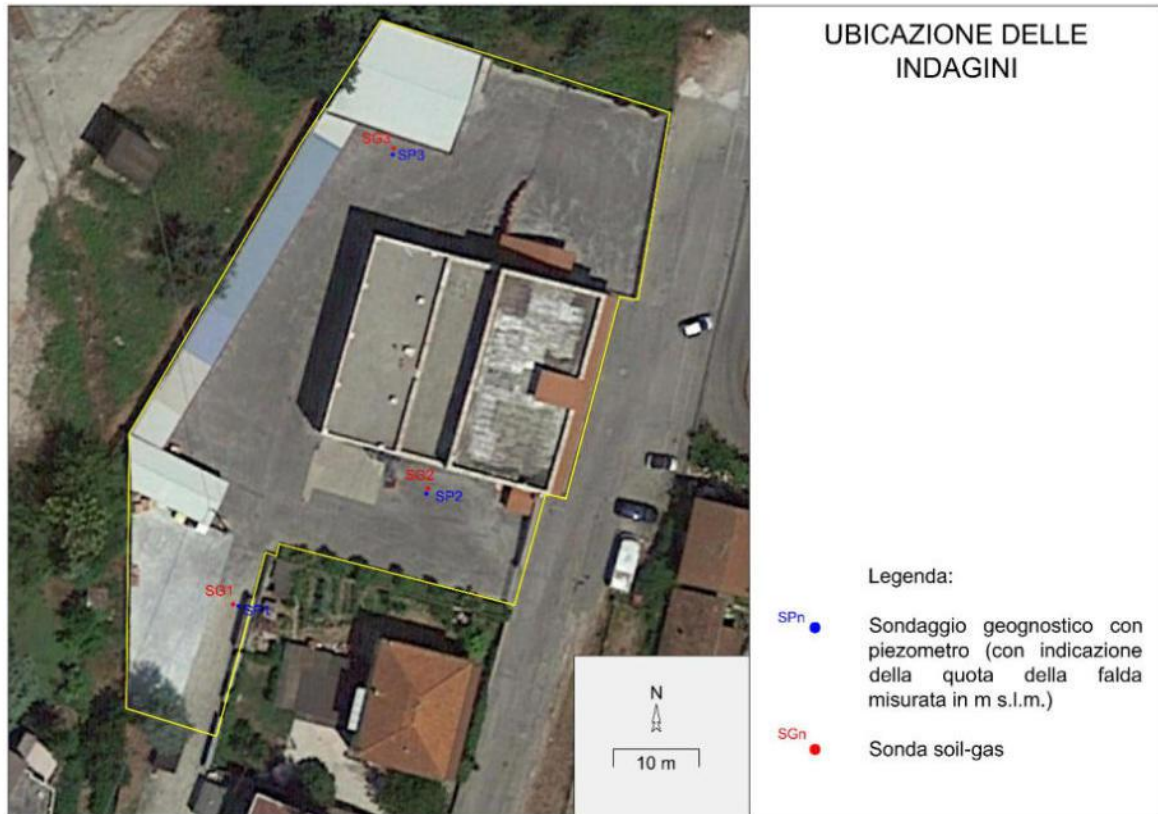 UBICAZIONE DELLE
INDAGINI
SG3
SP3
SG2
SP2
SG1
SP1
N
10 m
Legenda:
SPn
Sondaggio geognostico con
piezometro (con indicazione
della quota della falda
misurata in m s.l.m.)
SGn
Sonda soil-gas